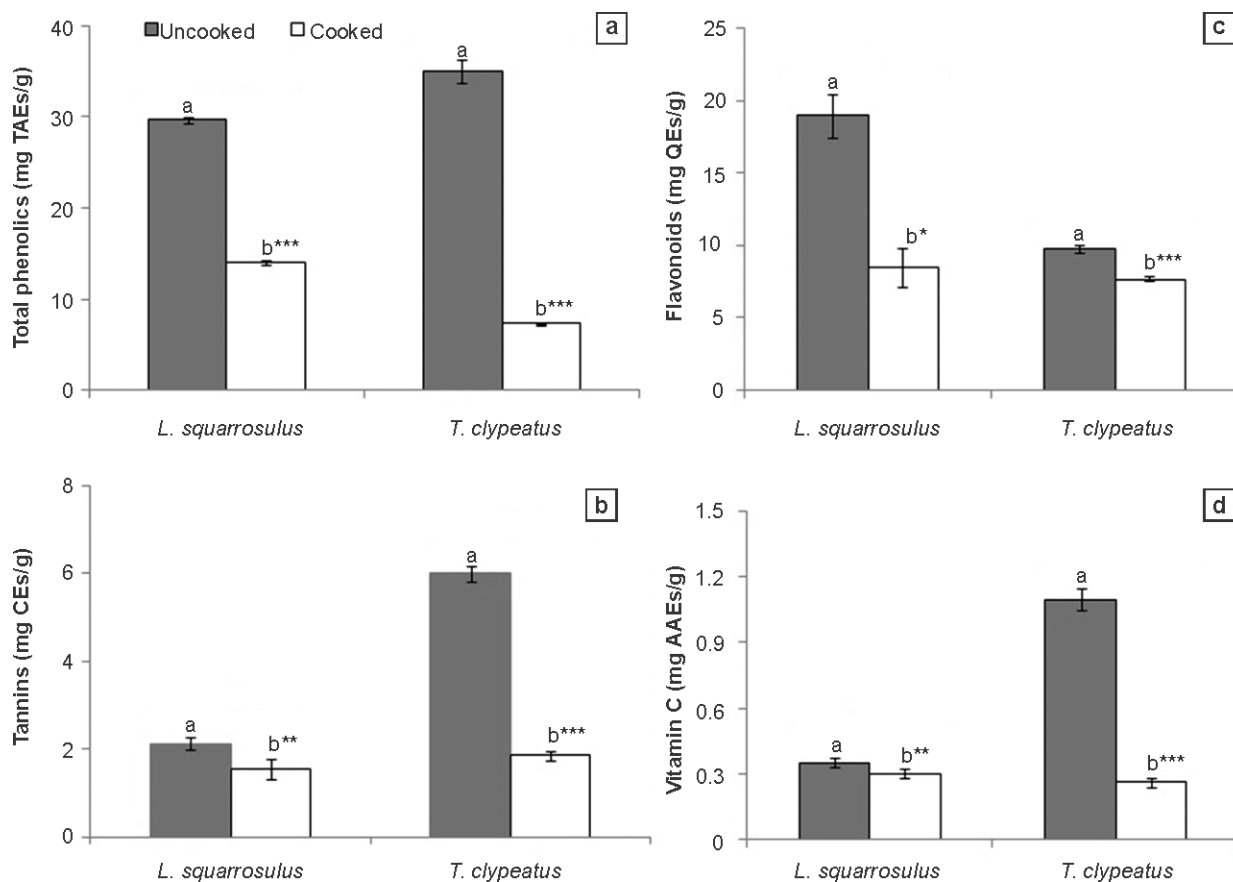 Uncooked Cooked
a
Total phenolics (mg TAEs/g)
40
30
20
10
0
a
b***
a
b***
L. squarrosulus T. clypeatus
c
Flavonoids (mg QEs/g)
25
20
15
10
5
0
a
b*
a
b***
L. squarrosulus T. clypeatus
b
Tannins (mg CEs/g)
8
6
4
2
0
a
b**
a
b***
L. squarrosulus T. clypeatus
d
Vitamin C (mg AAEs/g)
1.5
1.2
0.9
0.6
0.3
0
a
b**
a
b***
L. squarrosulus T. clypeatus